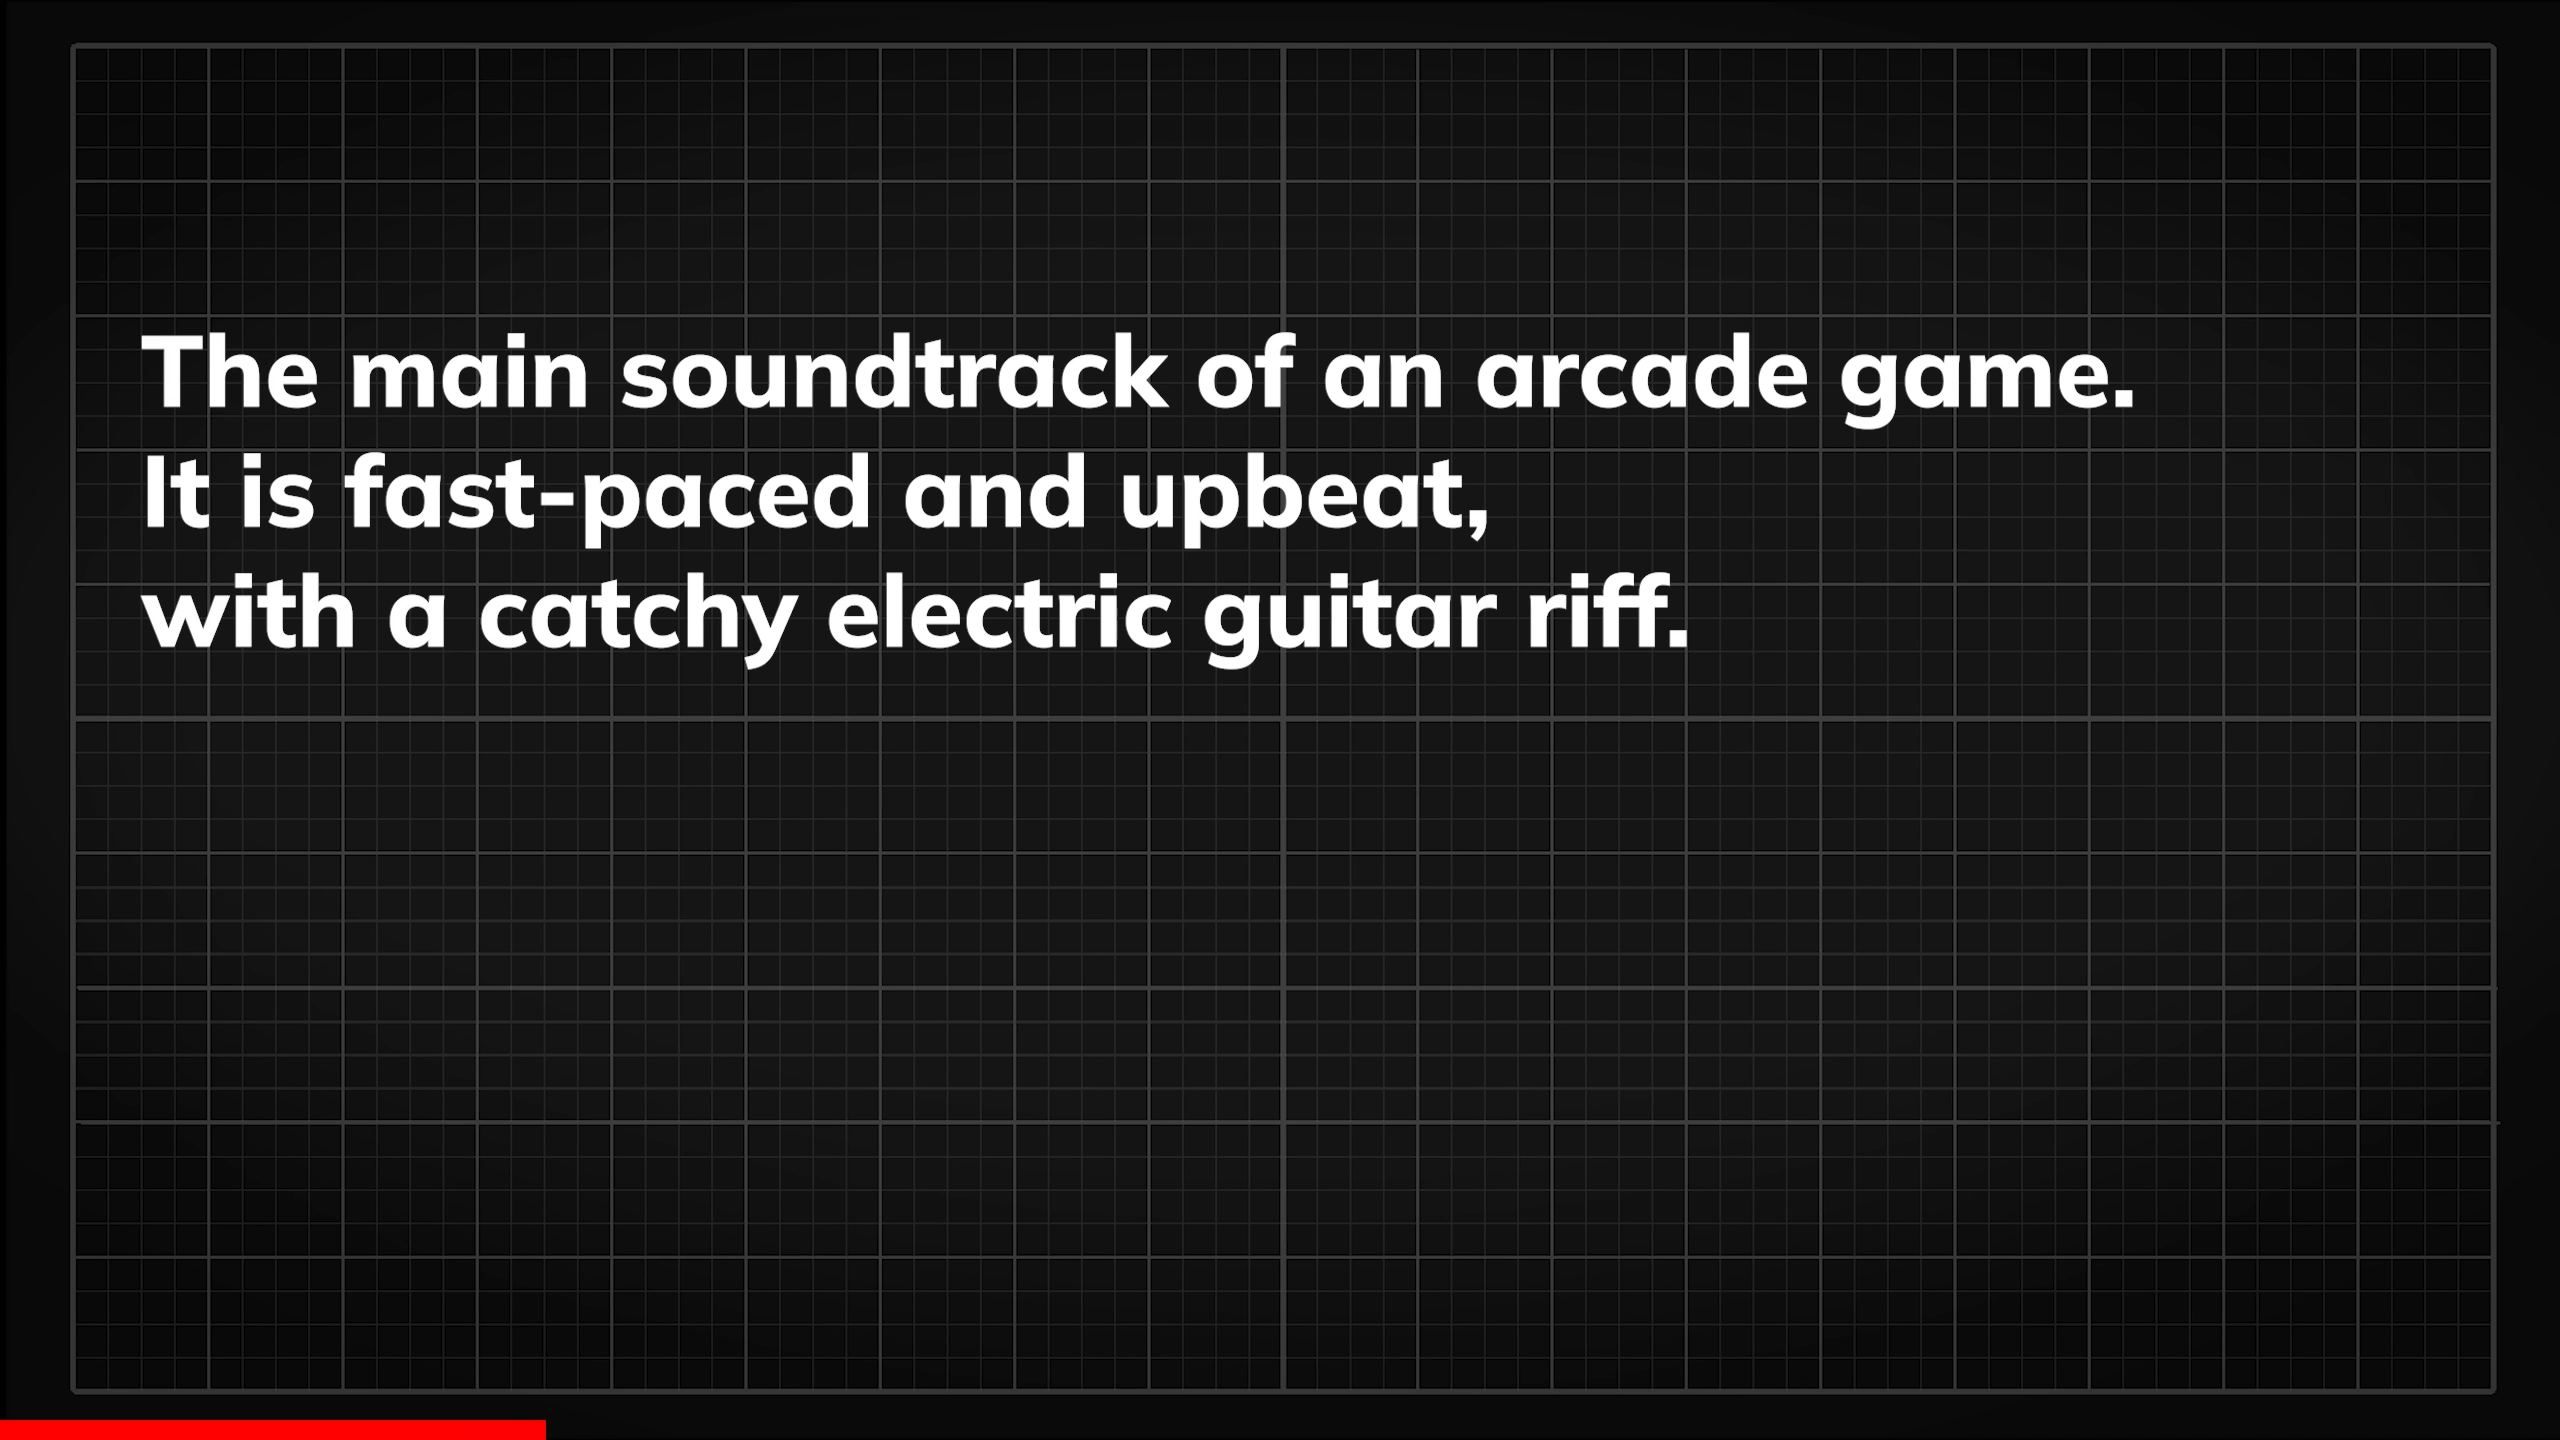 The main soundtrack of an arcade game.
It is fast-paced and upbeat,
with a catchy electric guitar riff.